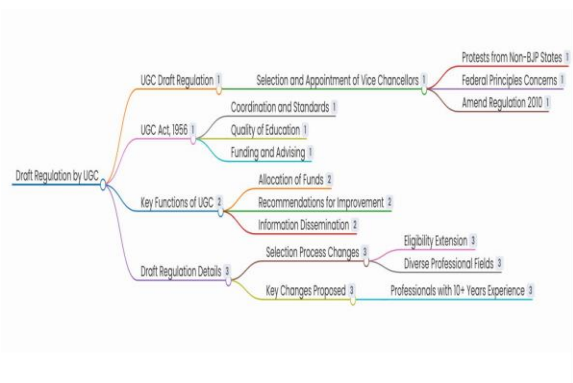 Draft Regulation by UGC
UGC Draft Regulation 1
Selection and Appointment of Vice Chancellors 1
Protests from Non-BJP States 1
Federal Principles Concerns 1
Amend Regulation 2010 1
UGC Act, 1956 1
Coordination and Standards 1
Quality of Education 1
Funding and Advising 1
Key Functions of UGC 2
Allocation of Funds 2
Recommendations for Improvement 2
Information Dissemination 2
Draft Regulation Details 3
Selection Process Changes 3
Eligibility Extension 3
Diverse Professional Fields 3
Key Changes Proposed 3
Professionals with 10+ Years Experience 3